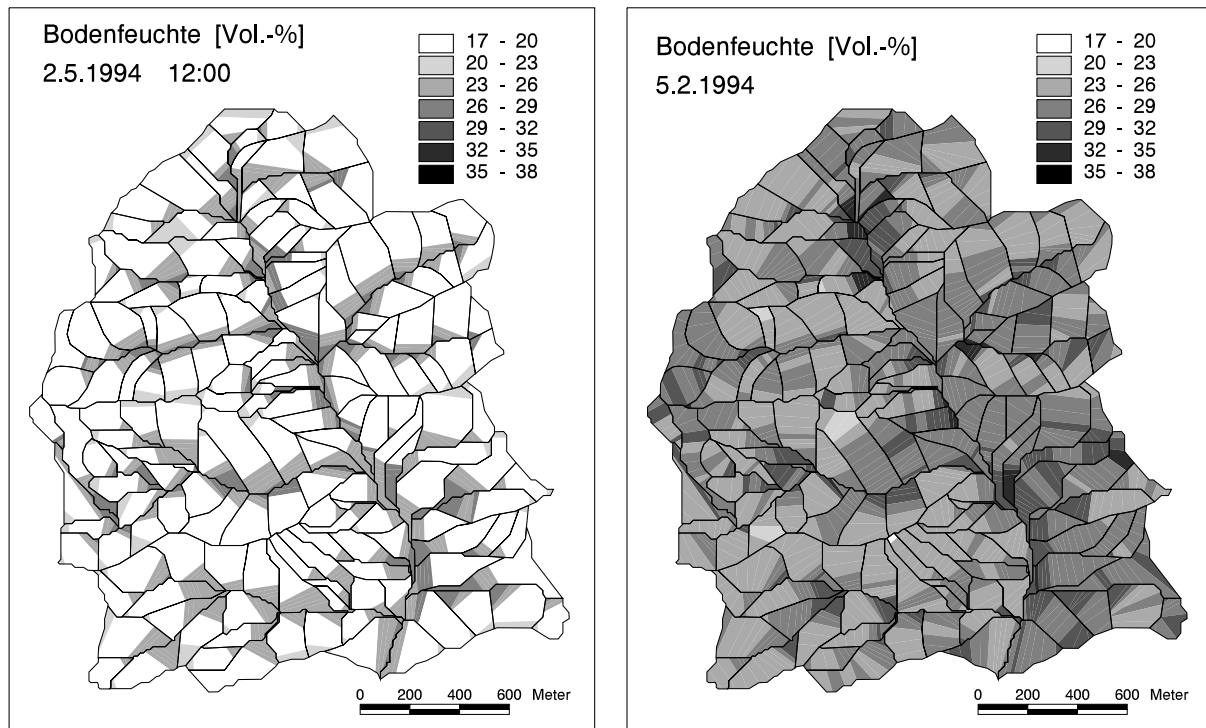 Bodenfeuchte [Vol.-%]
2.5.1994 12:00
17 - 20
20 - 23
23 - 26
26 - 29
29 - 32
32 - 35
35 - 38
0 200 400 600 Meter
Bodenfeuchte [Vol.-%]
5.2.1994
17 - 20
20 - 23
23 - 26
26 - 29
29 - 32
32 - 35
35 - 38
0 200 400 600 Meter